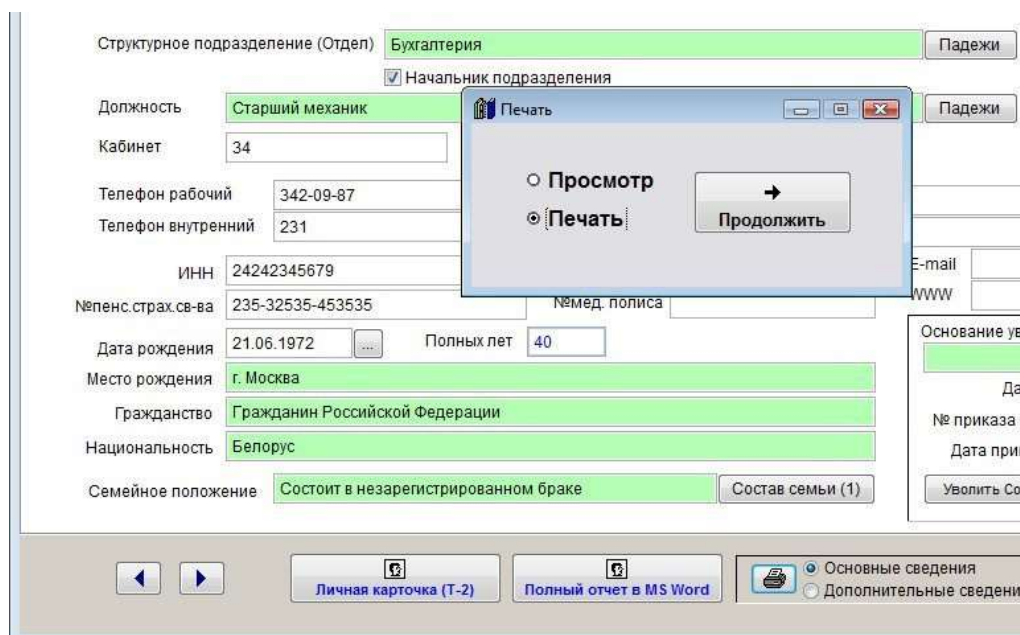 Структурное подразделение (Отдел) Бухгалтерия Падежи
Начальник подразделения
Должность Старший механик Падежи
Печать
Кабинет 34
Просмотр
Печать
Продолжить
Телефон рабочий 342-09-87
Телефон внутренний 231
ИНН 24242345679 E-mail
№пенс.страх.св-ва 235-32535-453535 №мед. полиса WWW
Дата рождения 21.06.1972 ... Полных лет 40 Основание ув
Место рождения г. Москва
Да
Гражданство Гражданин Российской Федерации № приказа
Национальность Белорус Дата при
Семейное положение Состоит в незарегистрированном браке Состав семьи (1) Уволить Со
Личная карточка (Т-2) Полный отчет в MS Word Основные сведения
Дополнительные сведени